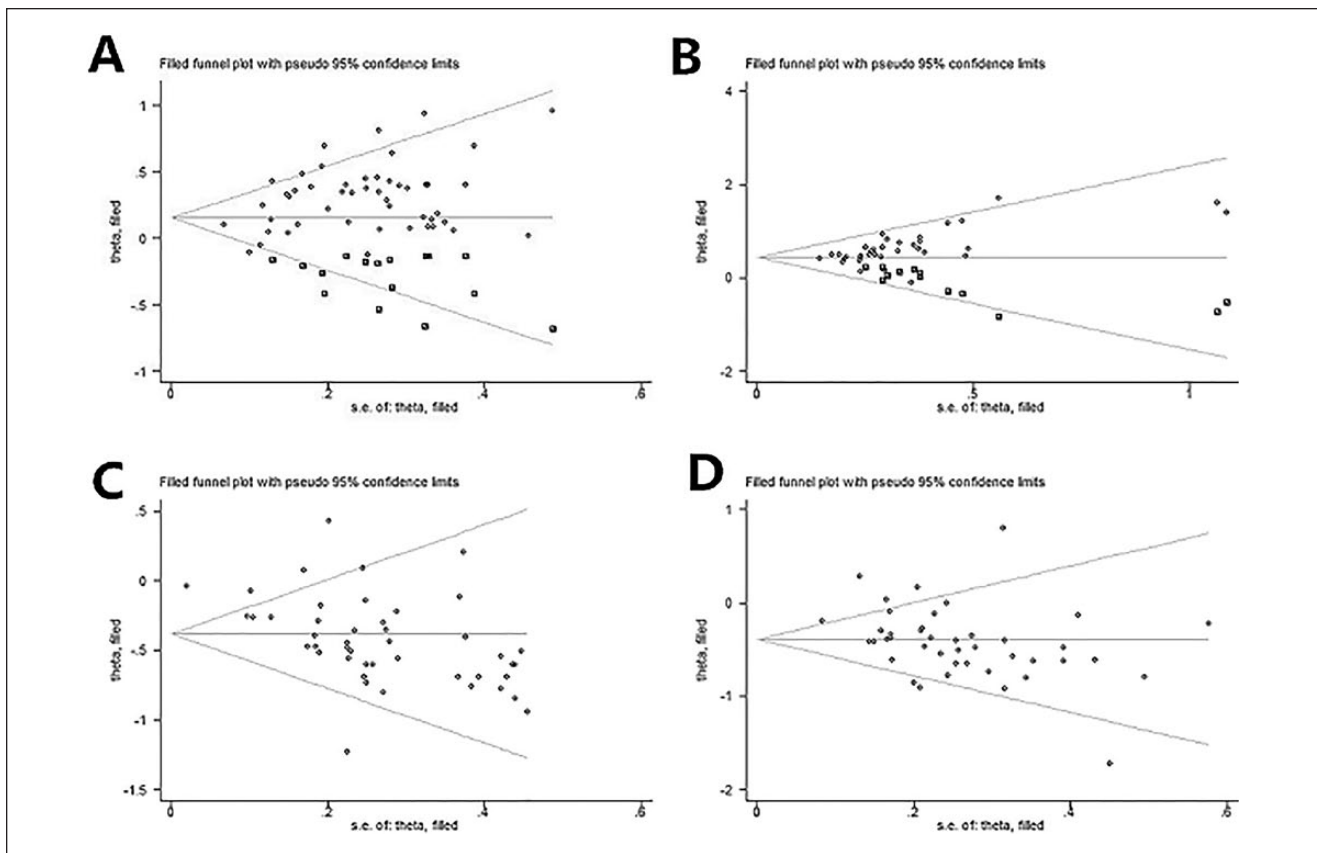 A
Filled funnel plot with pseudo 95% confidence limits
theta, filled
1
.5
0
-.5
-1
0
.2
.4
.6
s.e. of: theta, filled
B
Filled funnel plot with pseudo 95% confidence limits
theta, filled
4
2
0
-2
0
.5
1
s.e. of: theta, filled
C
Filled funnel plot with pseudo 95% confidence limits
theta, filled
.5
0
-.5
-1
-1.5
0
.2
.4
.6
s.e. of: theta, filled
D
Filled funnel plot with pseudo 95% confidence limits
theta, filled
1
0
-1
-2
0
.2
.4
.6
s.e. of: theta, filled